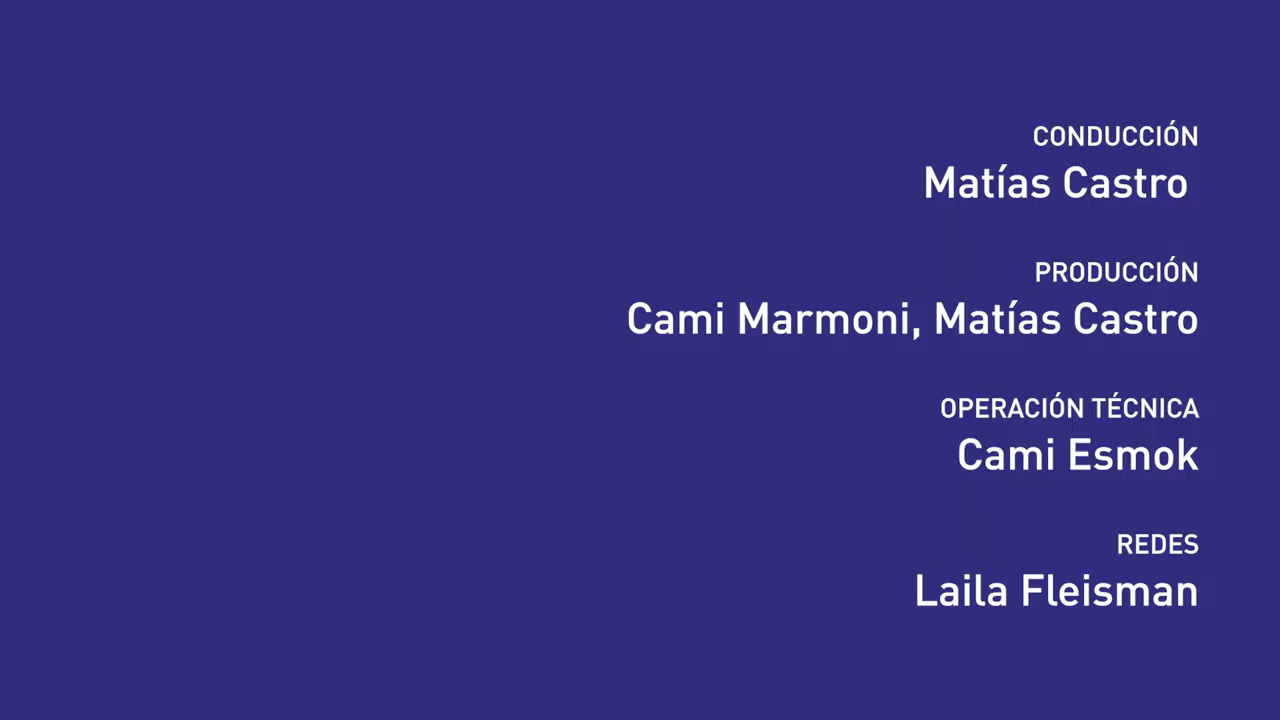 CONDUCCIÓN
Matías Castro
PRODUCCIÓN
Cami Marmoni, Matías Castro
OPERACIÓN TÉCNICA
Cami Esmok
REDES
Laila Fleisman